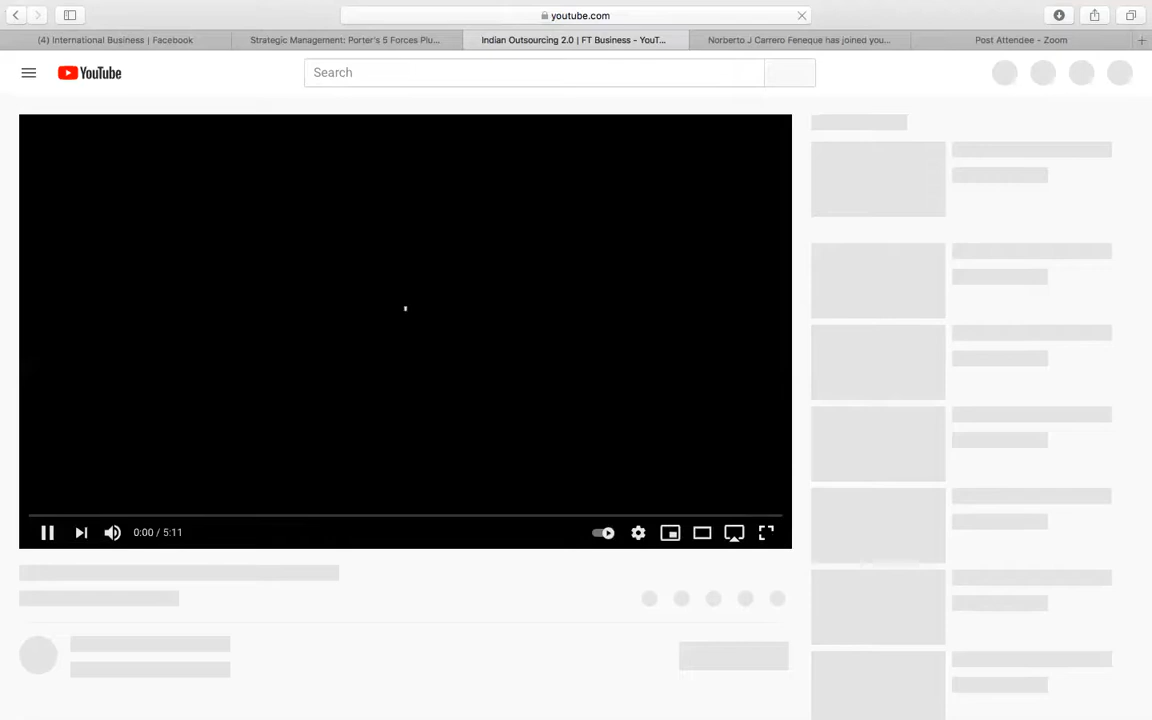 youtube.com
(4) International Business | Facebook
Strategic Management: Porter's 5 Forces Plu...
Indian Outsourcing 2.0 | FT Business - YouT...
Norberto J Carrero Feneque has joined you...
Post Attendee - Zoom
YouTube
Search
0:00 / 5:11